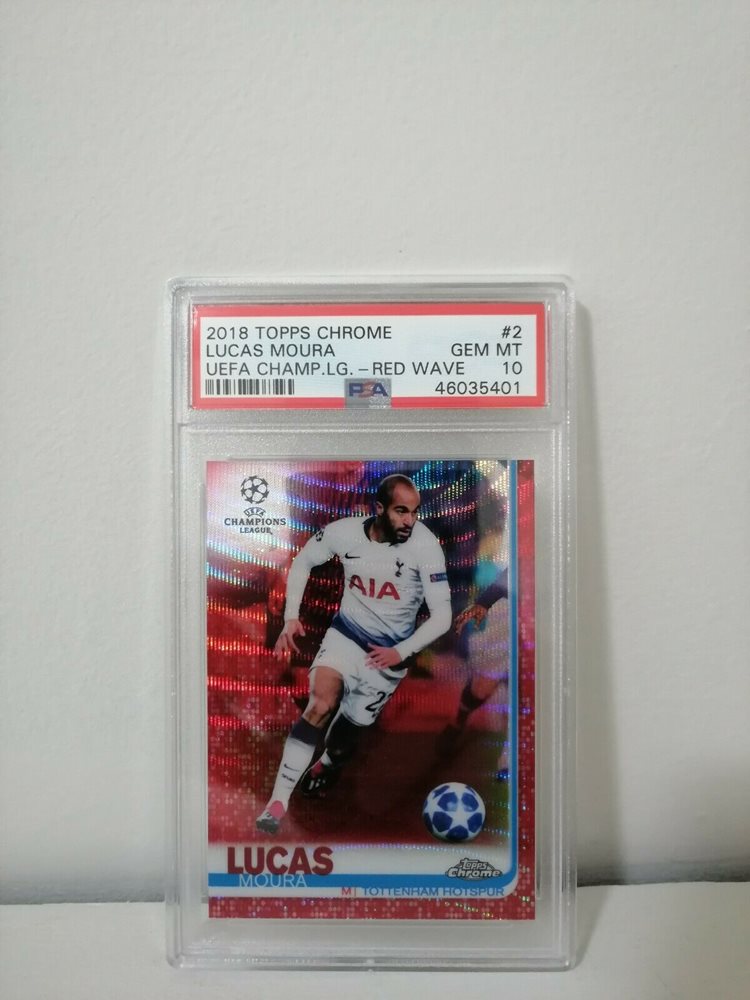 2018 TOPPS CHROME #2
LUCAS MOURA GEM MT
UEFA CHAMP.LG. – RED WAVE 10
PSA 46035401
UEFA
CHAMPIONS
LEAGUE
AIA
LUCAS
MOURA
Topps
Chrome
M | TOTTENHAM HOTSPUR